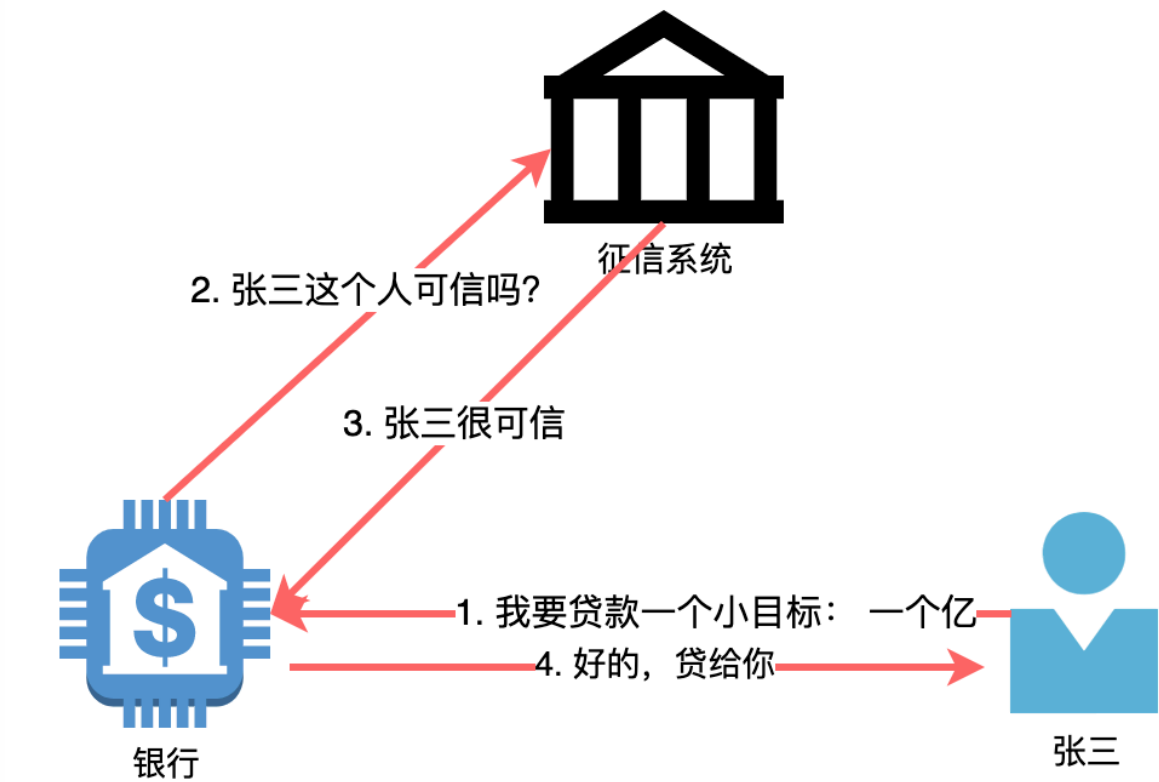 征信系统
2. 张三这个人可信吗?
3. 张三很可信
1. 我要贷款一个小目标： 一个亿
4. 好的，贷给你
$
银行
张三